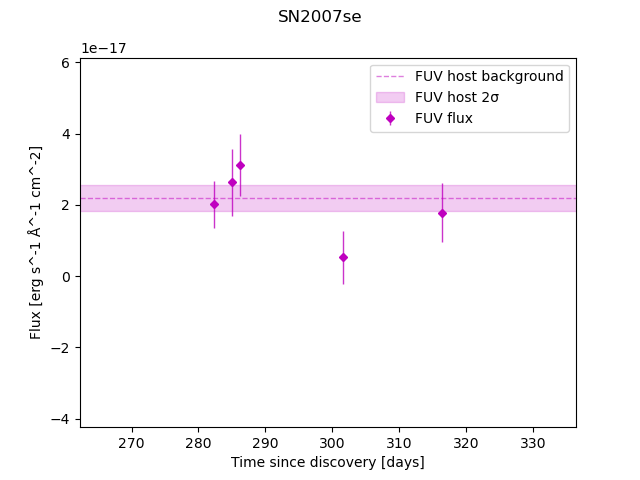 SN2007se
1e−17
6
4
2
0
−2
−4
Flux [erg s^-1 Å^-1 cm^-2]
FUV host background
FUV host 2σ
FUV flux
270 280 290 300 310 320 330
Time since discovery [days]